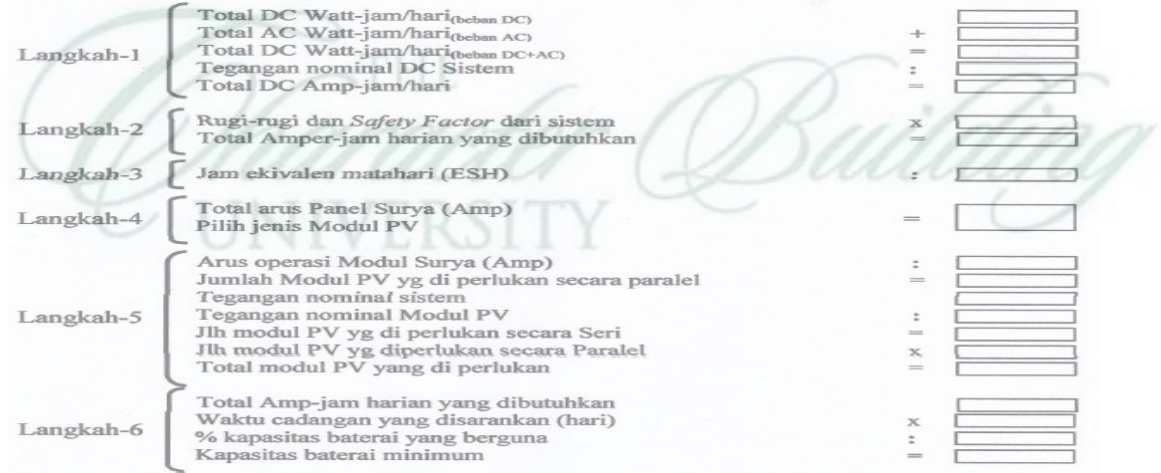 Total DC Watt-jam/hari(beban DC)
Total AC Watt-jam/hari(beban AC) +
Langkah-1 Total DC Watt-jam/hari(beban DC+AC) =
Tegangan nominal DC Sistem :
Total DC Amp-jam/hari =
Langkah-2 Rugi-rugi dan Safety Factor dari sistem x
Total Amper-jam harian yang dibutuhkan =
Langkah-3 Jam ekivalen matahari (ESH) :
Langkah-4 Total arus Panel Surya (Amp) =
Pilih jenis Modul PV
Arus operasi Modul Surya (Amp) :
Jumlah Modul PV yg di perlukan secara paralel =
Tegangan nominal sistem
Langkah-5 Tegangan nominal Modul PV :
Jlh modul PV yg di perlukan secara Seri =
Jlh modul PV yg diperlukan secara Paralel x
Total modul PV yang di perlukan =
Total Amp-jam harian yang dibutuhkan
Langkah-6 Waktu cadangan yang disarankan (hari) x
% kapasitas baterai yang berguna :
Kapasitas baterai minimum =
THE
Character Building
UNIVERSITY